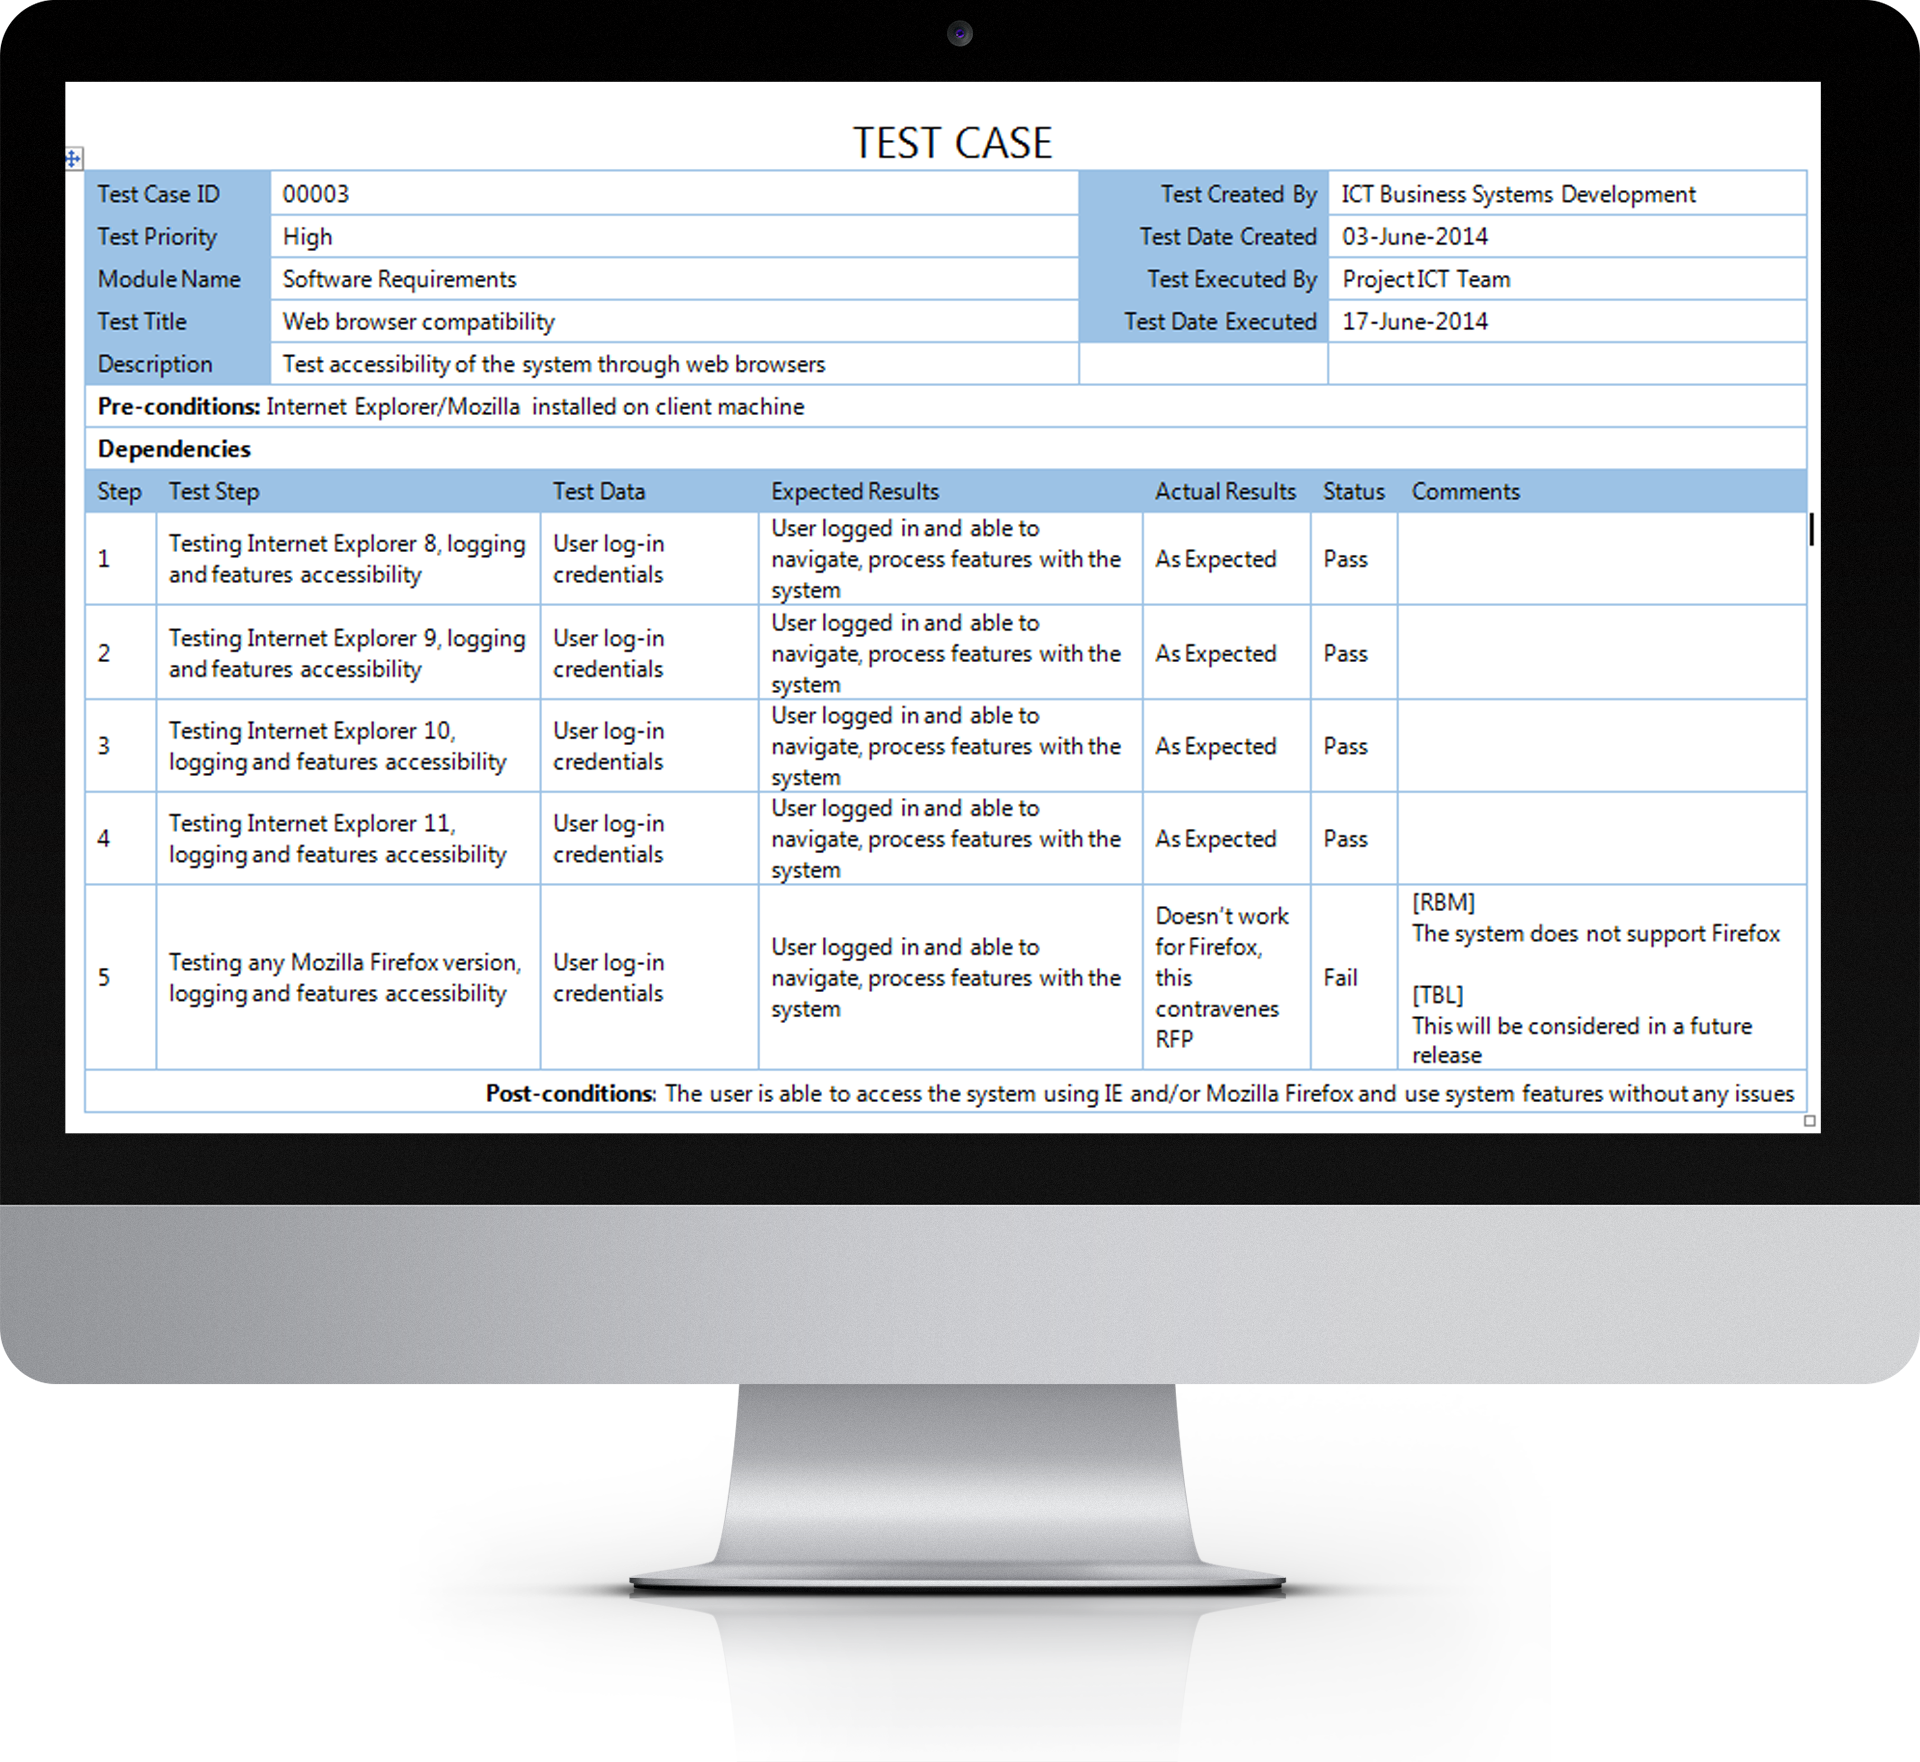 TEST CASE
Test Case ID 00003 Test Created By ICT Business Systems Development
Test Priority High Test Date Created 03-June-2014
Module Name Software Requirements Test Executed By Project ICT Team
Test Title Web browser compatibility Test Date Executed 17-June-2014
Description Test accessibility of the system through web browsers
Pre-conditions: Internet Explorer/Mozilla installed on client machine
Dependencies
Step Test Step Test Data Expected Results Actual Results Status Comments
1
Testing Internet Explorer 8, logging
and features accessibility
User log-in
credentials
User logged in and able to
navigate, process features with the
system
As Expected
Pass
2
Testing Internet Explorer 9, logging
and features accessibility
User log-in
credentials
User logged in and able to
navigate, process features with the
system
As Expected
Pass
3
Testing Internet Explorer 10,
logging and features accessibility
User log-in
credentials
User logged in and able to
navigate, process features with the
system
As Expected
Pass
4
Testing Internet Explorer 11,
logging and features accessibility
User log-in
credentials
User logged in and able to
navigate, process features with the
system
As Expected
Pass
5
Testing any Mozilla Firefox version,
logging and features accessibility
User log-in
credentials
User logged in and able to
navigate, process features with the
system
Doesn't work
for Firefox,
this
contravenes
RFP
Fail
[RBM]
The system does not support Firefox
[TBL]
This will be considered in a future
release
Post-conditions: The user is able to access the system using IE and/or Mozilla Firefox and use system features without any issues